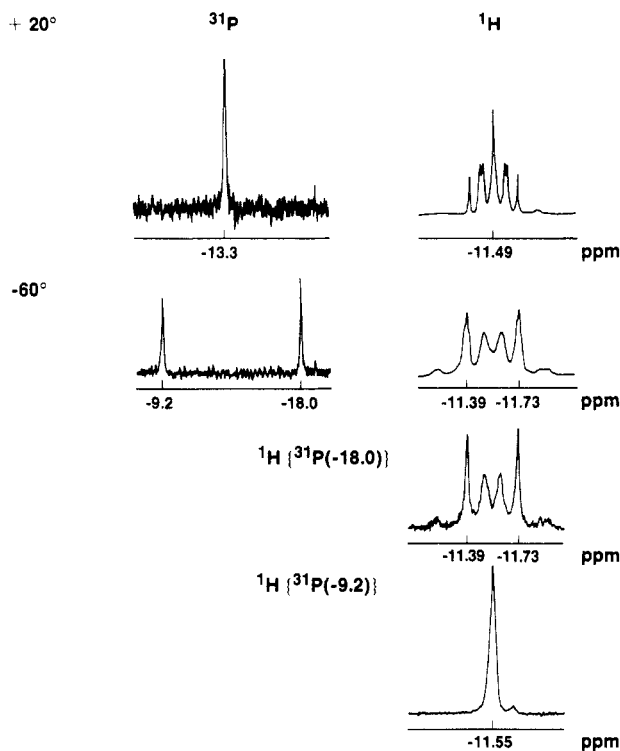 + 20° ³¹P ¹H
-13.3 -11.49 ppm
-60°
-9.2 -18.0 -11.39 -11.73 ppm
¹H {³¹P(-18.0)}
-11.39 -11.73 ppm
¹H {³¹P(-9.2)}
-11.55 ppm